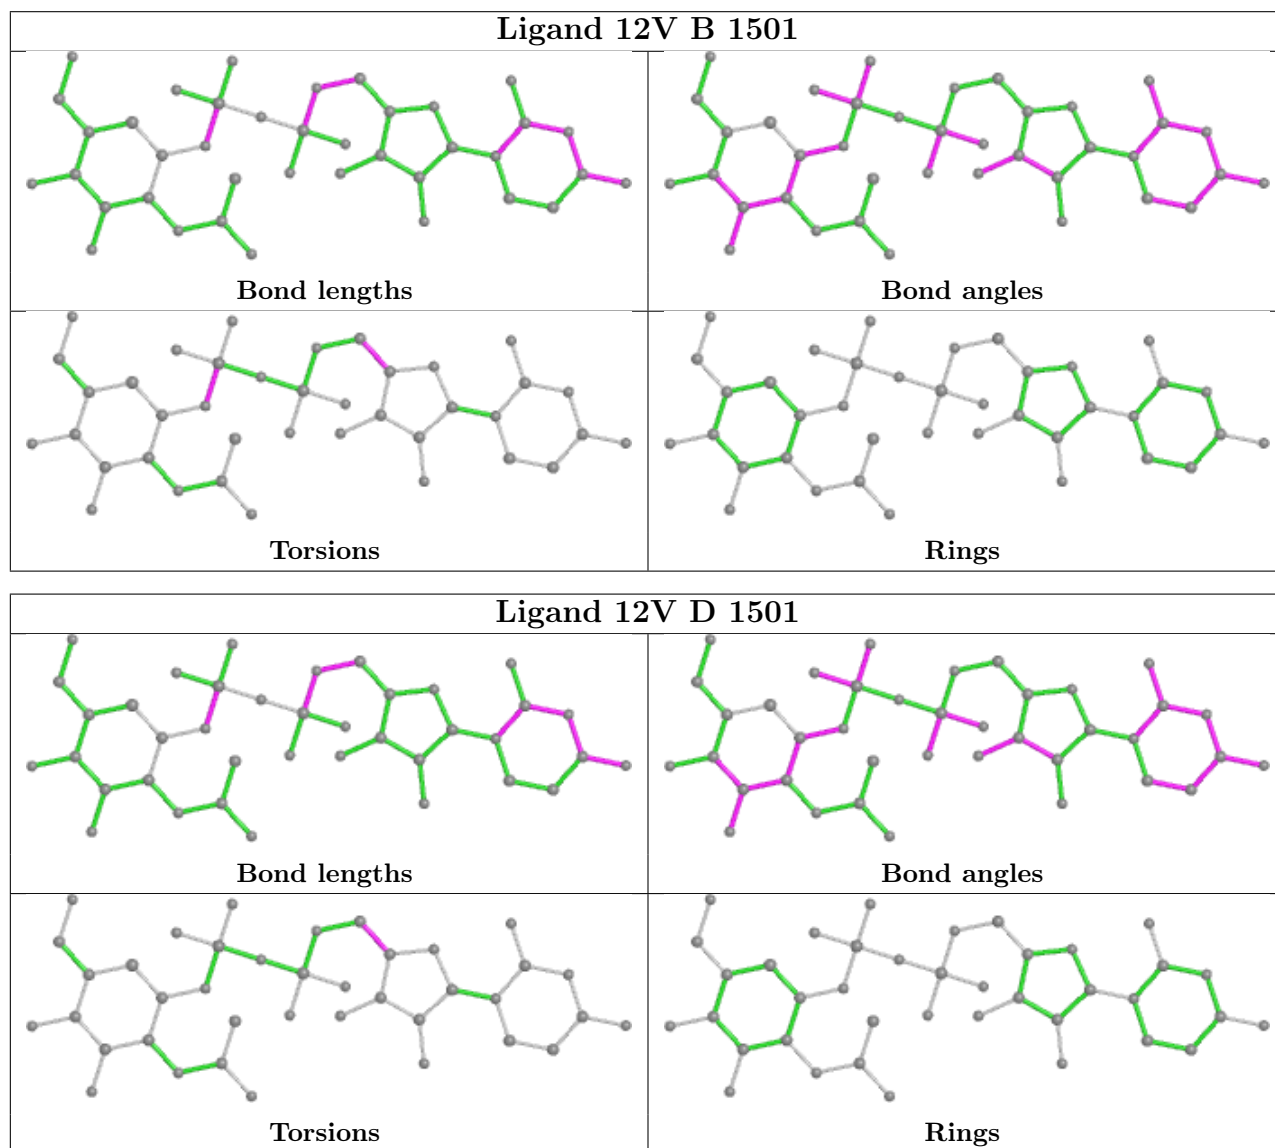 Ligand 12V B 1501
Bond lengths
Bond angles
Torsions
Rings
Ligand 12V D 1501
Bond lengths
Bond angles
Torsions
Rings